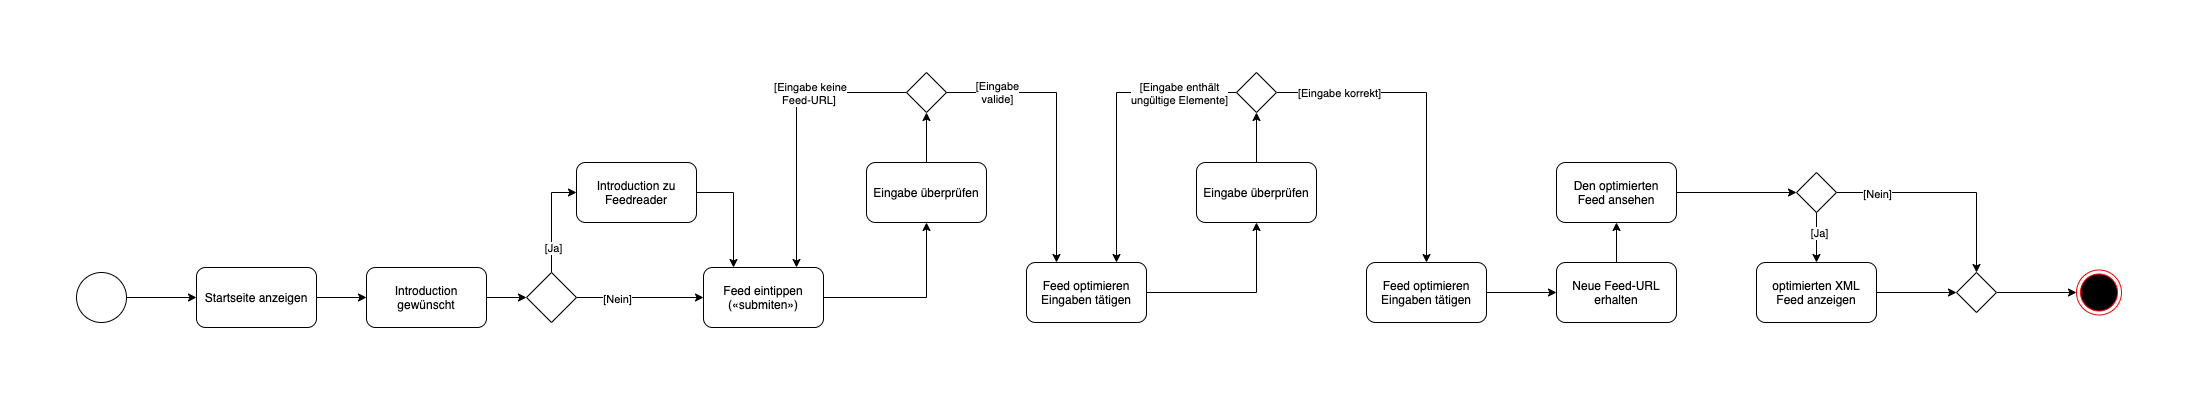 [Eingabe keine
Feed-URL]
[Eingabe
valide]
[Eingabe enthält
ungültige Elemente]
[Eingabe korrekt]
Introduction zu
Feedreader
Eingabe überprüfen
Eingabe überprüfen
Den optimierten
Feed ansehen
[Nein]
[Ja]
[Ja]
Startseite anzeigen
Introduction
gewünscht
[Nein]
Feed eintippen
(«submiten»)
Feed optimieren
Eingaben tätigen
Feed optimieren
Eingaben tätigen
Neue Feed-URL
erhalten
optimierten XML
Feed anzeigen